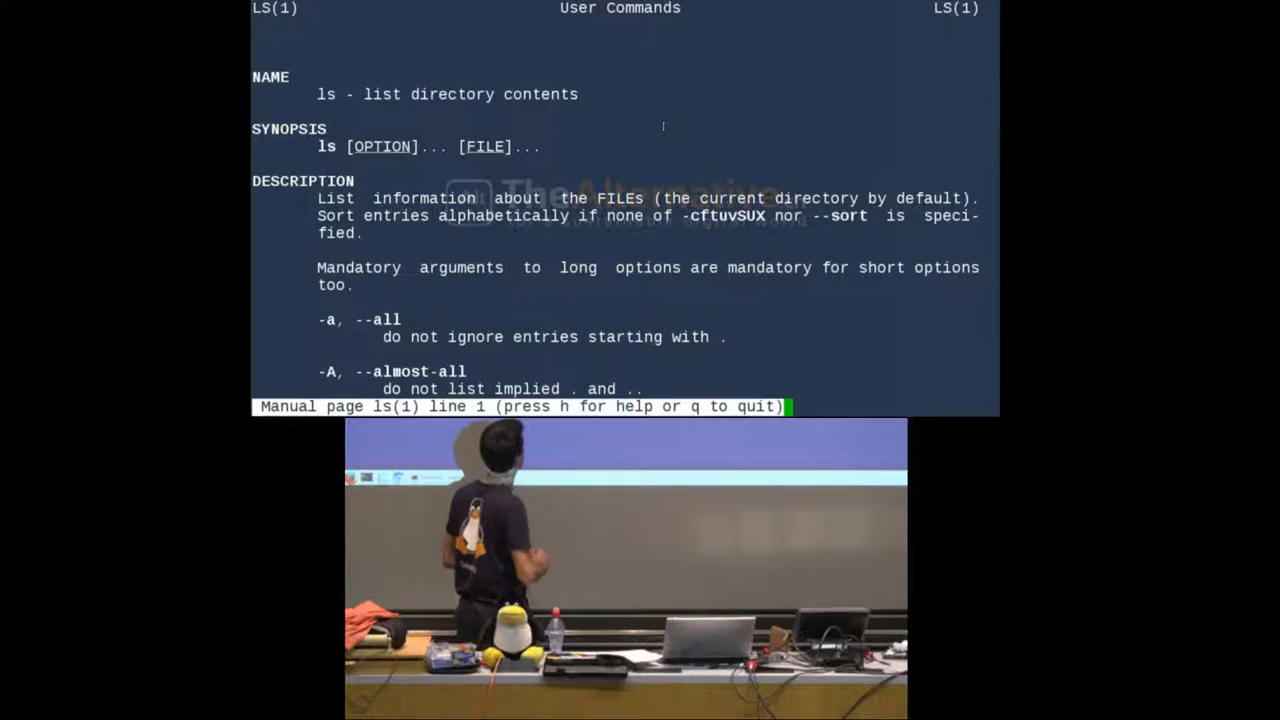 LS(1) User Commands LS(1)
NAME
ls - list directory contents
SYNOPSIS
ls [OPTION]... [FILE]...
DESCRIPTION
List information about the FILEs (the current directory by default).
Sort entries alphabetically if none of -cftuvSUX nor --sort is speci-
fied.
Mandatory arguments to long options are mandatory for short options
too.
-a, --all
do not ignore entries starting with .
-A, --almost-all
do not list implied . and ..
Manual page ls(1) line 1 (press h for help or q to quit)
TheAlternative